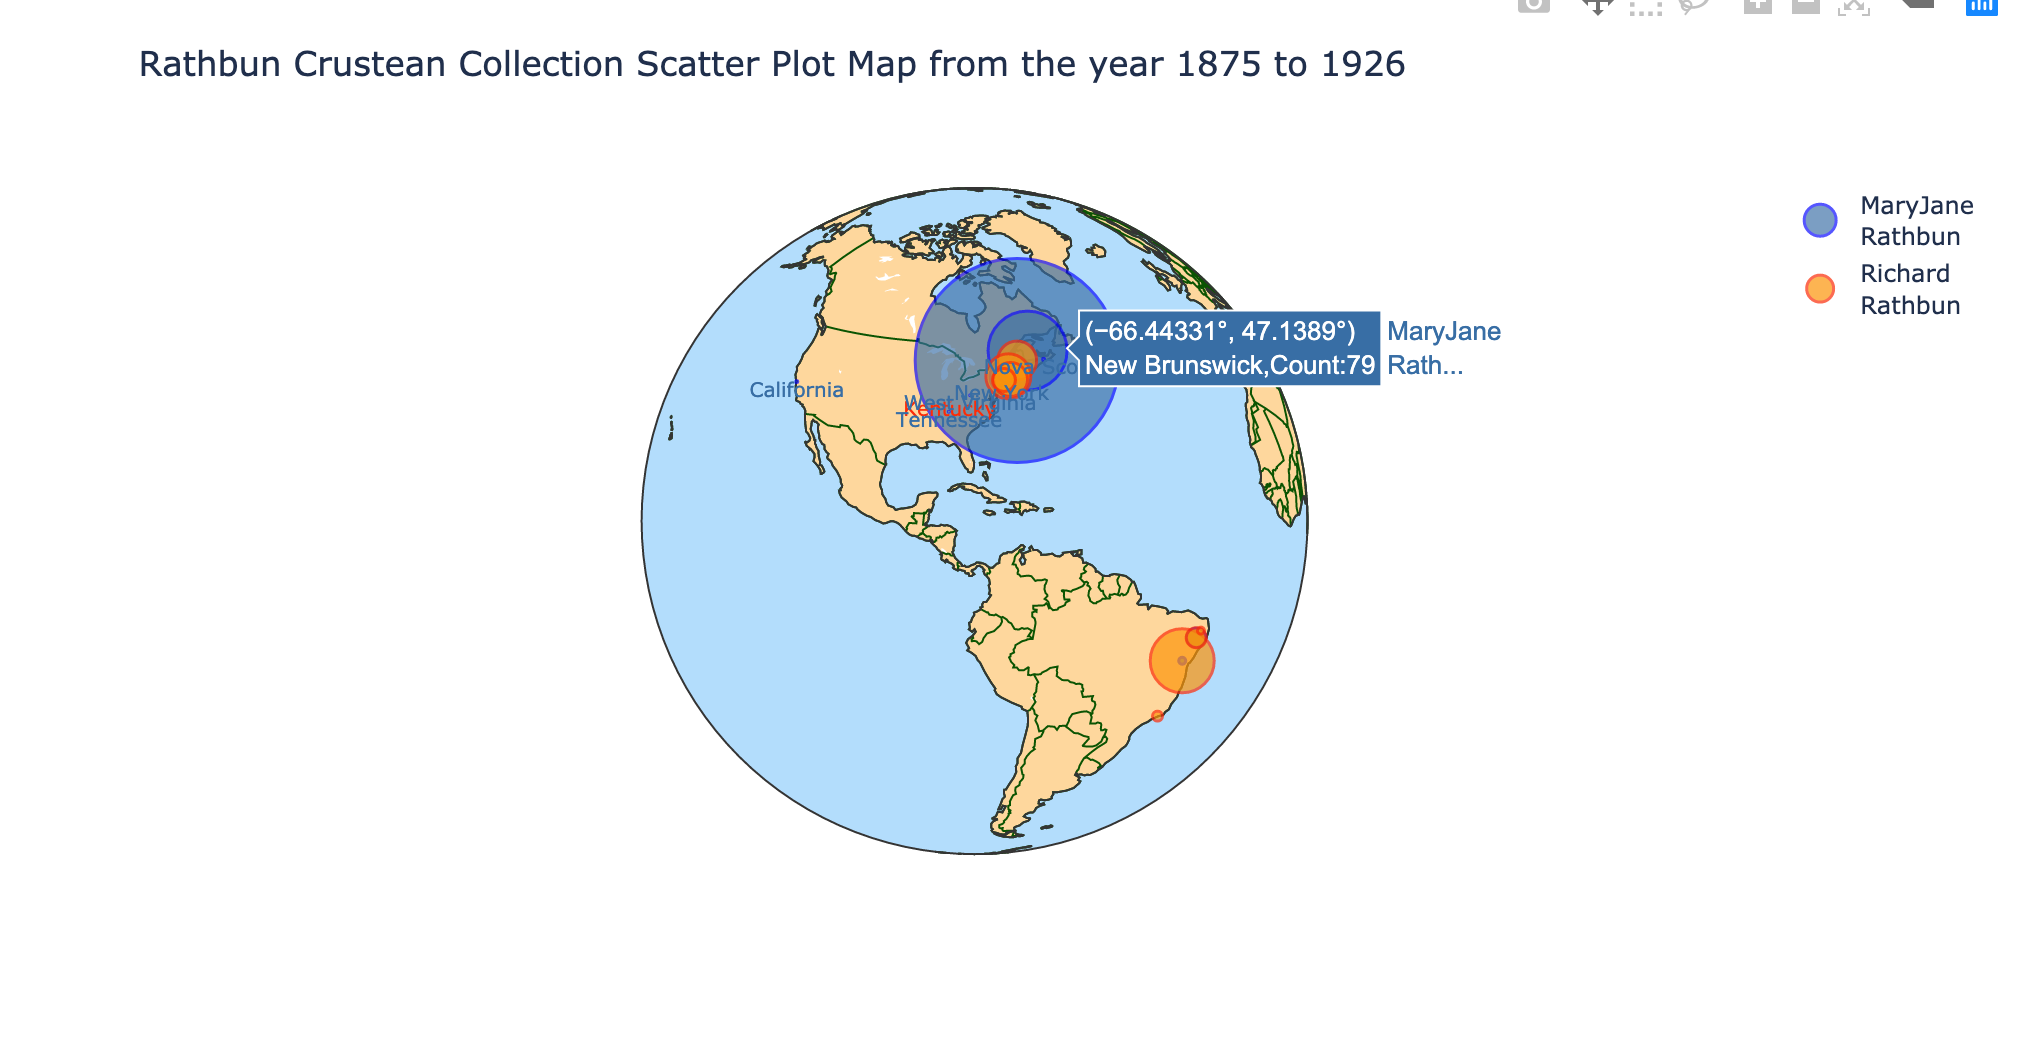 Rathbun Crustean Collection Scatter Plot Map from the year 1875 to 1926
MaryJane
Rathbun
Richard
Rathbun
(−66.44331°, 47.1389°)
New Brunswick,Count:79
MaryJane
Rath...
Nova Sco
California
New York
West Virginia
Kentucky
Tennessee